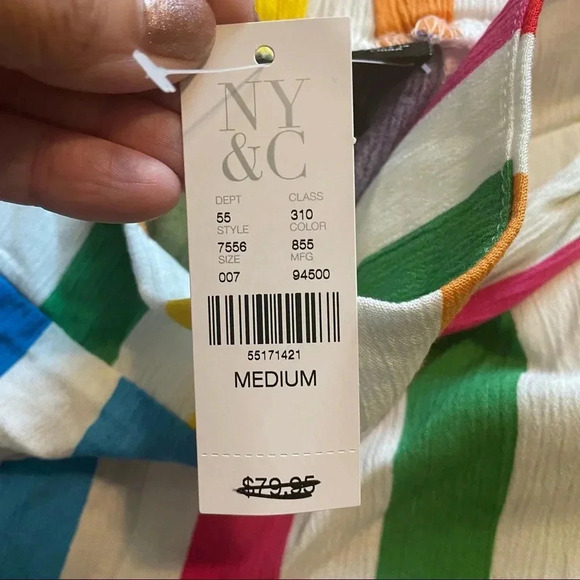 NY
&C
DEPT CLASS
55 310
STYLE COLOR
7556 855
SIZE MFG
007 94500
55171421
MEDIUM
$79.95